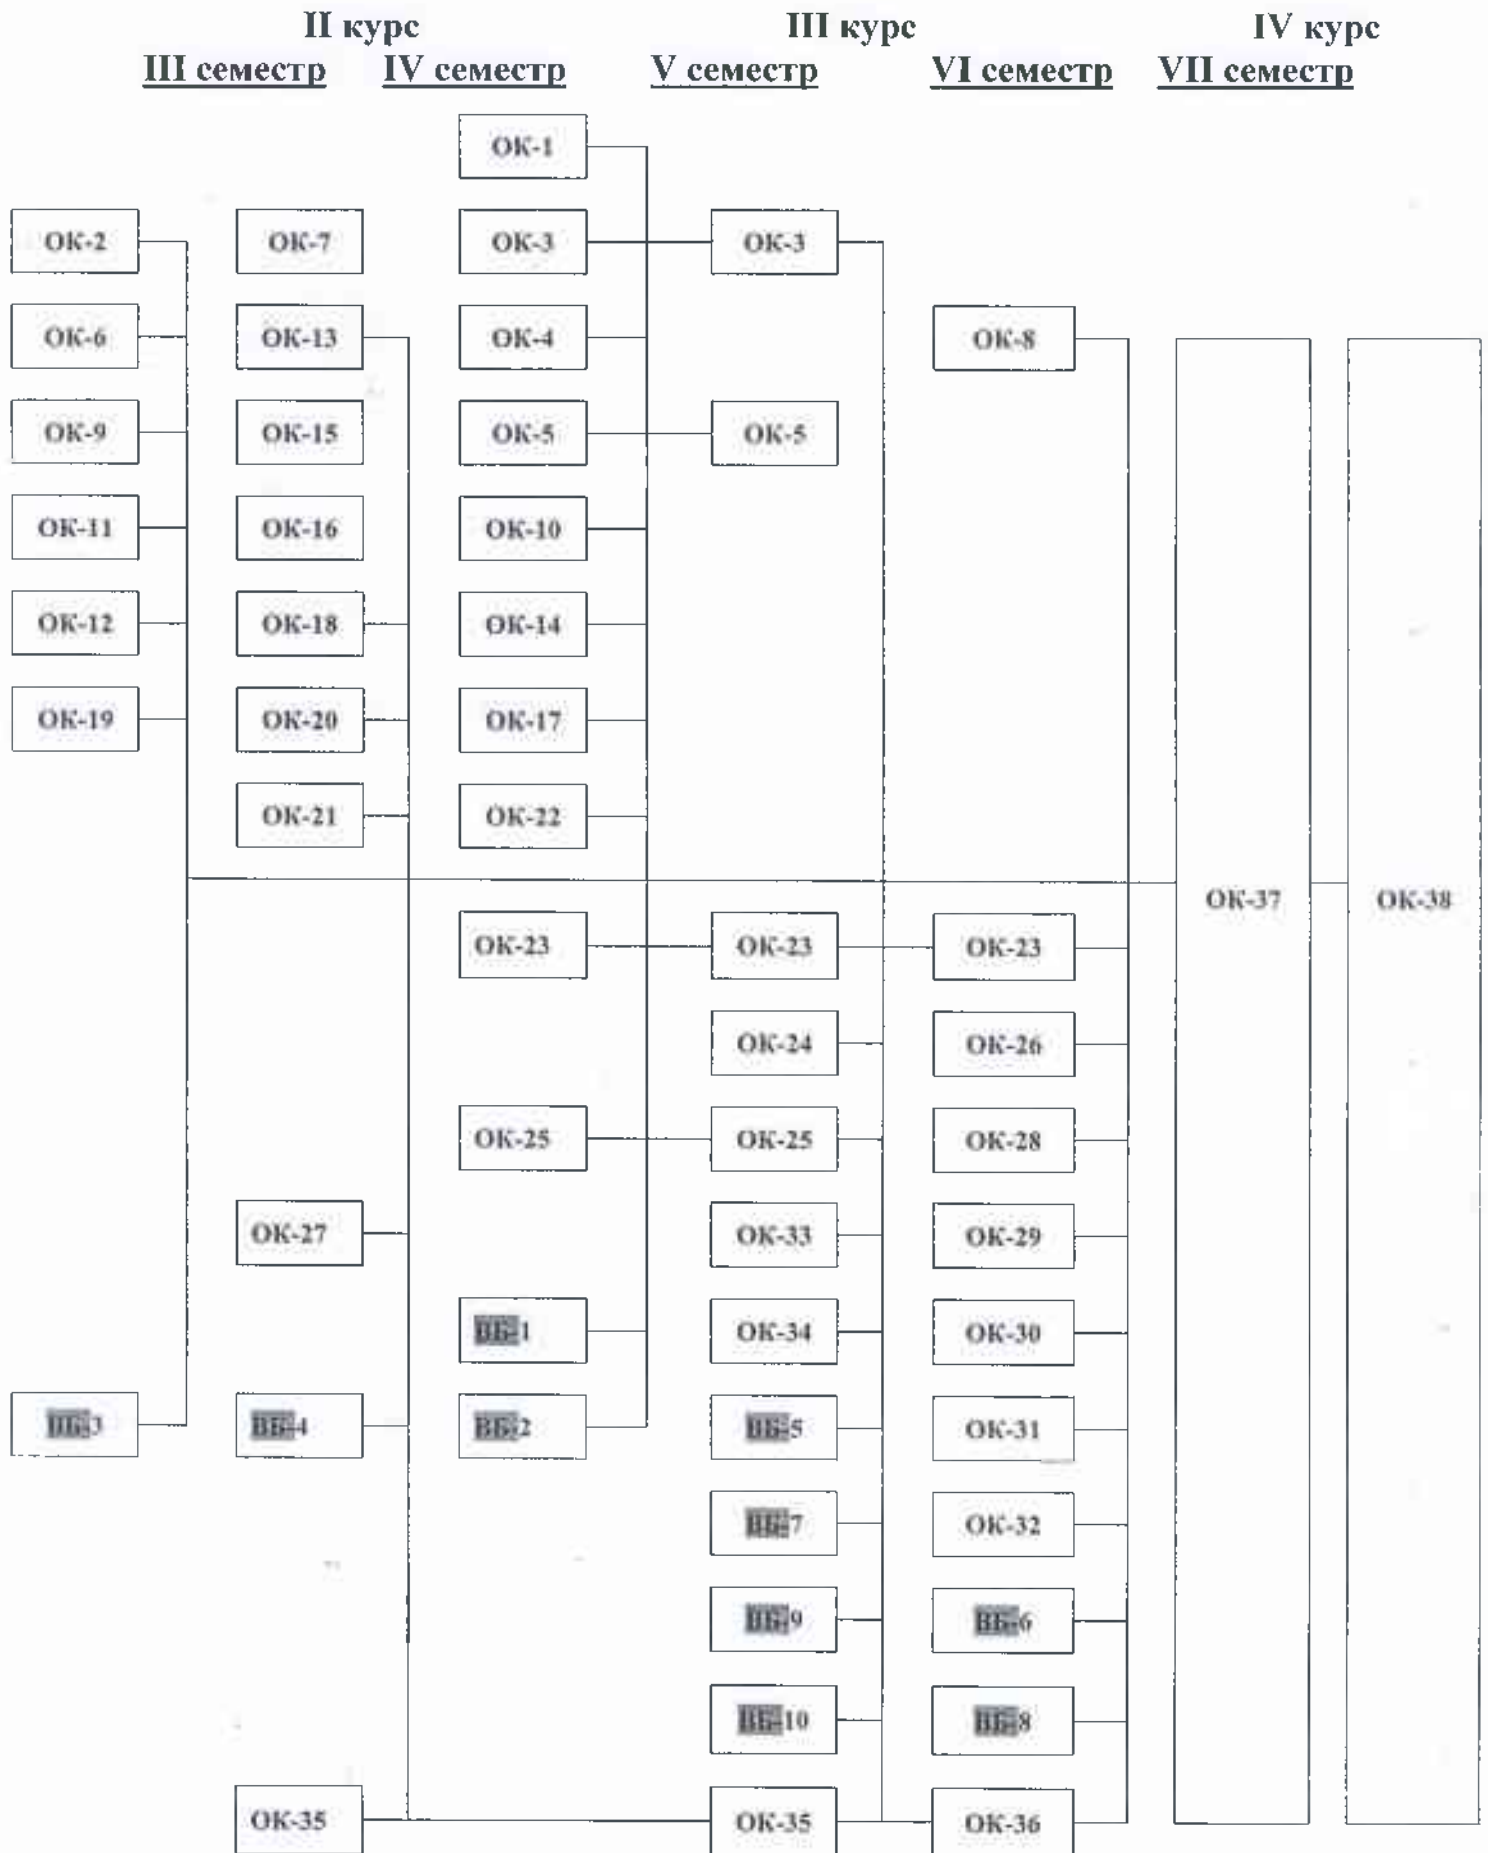 II курс III курс IV курс
III семестр IV семестр V семестр VI семестр VII семестр
ОК-1
ОК-2 ОК-7 ОК-3 ОК-3
ОК-6 ОК-13 ОК-4 ОК-8
ОК-9 ОК-15 ОК-5 ОК-5
ОК-11 ОК-16 ОК-10
ОК-12 ОК-18 ОК-14
ОК-19 ОК-20 ОК-17
ОК-21 ОК-22
ОК-37 ОК-38
ОК-23 ОК-23 ОК-23
ОК-24 ОК-26
ОК-25 ОК-25 ОК-28
ОК-27 ОК-33 ОК-29
ВБ-1 ОК-34 ОК-30
ВБ-3 ВБ-4 ВБ-2 ВБ-5 ОК-31
ВБ-7 ОК-32
ВБ-9 ВБ-6
ВБ-10 ВБ-8
ОК-35 ОК-35 ОК-36